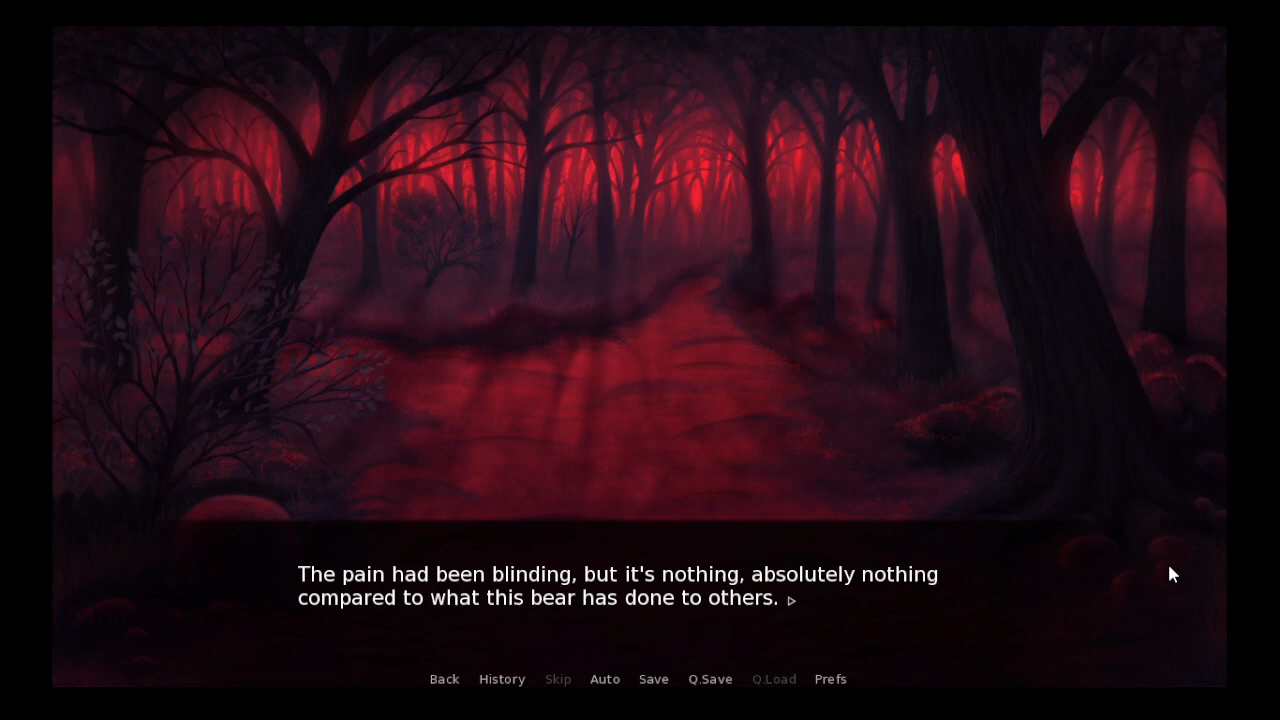 The pain had been blinding, but it's nothing, absolutely nothing
compared to what this bear has done to others.
Back History Skip Auto Save Q.Save Q.Load Prefs